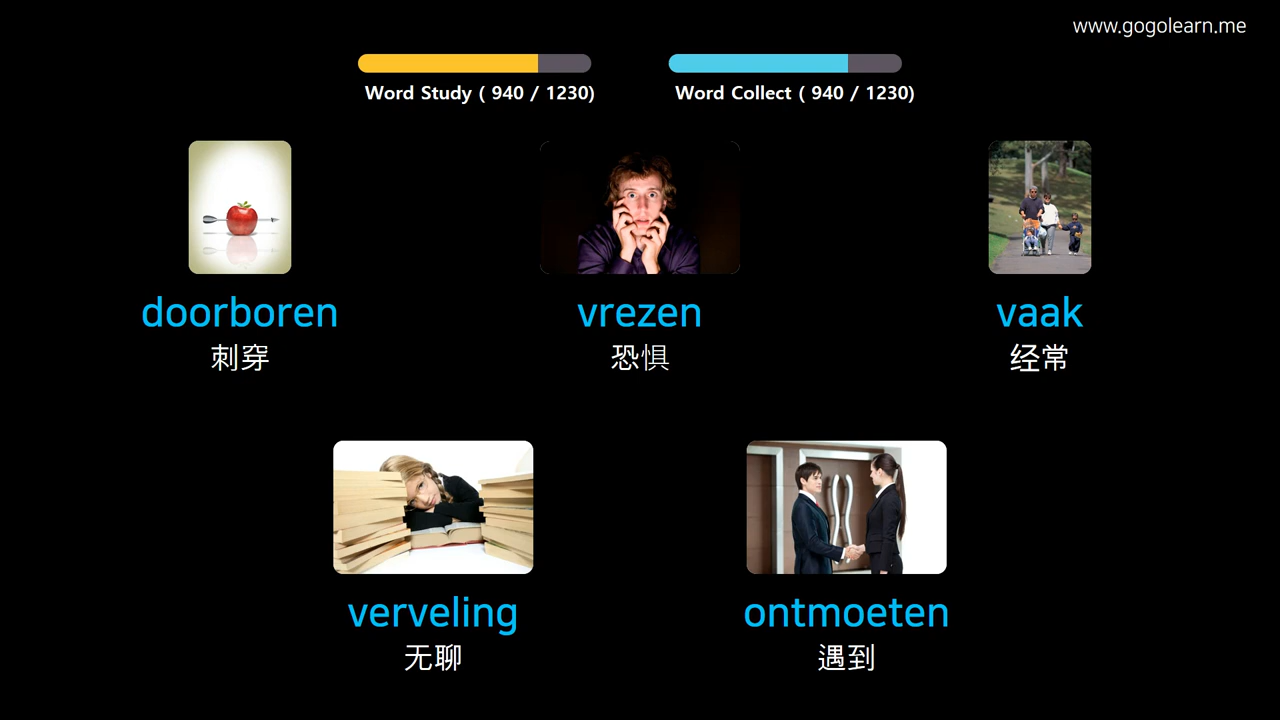 www.gogolearn.me
Word Study ( 940 / 1230)
Word Collect ( 940 / 1230)
doorboren
刺穿
vrezen
恐惧
vaak
经常
verveling
无聊
ontmoeten
遇到